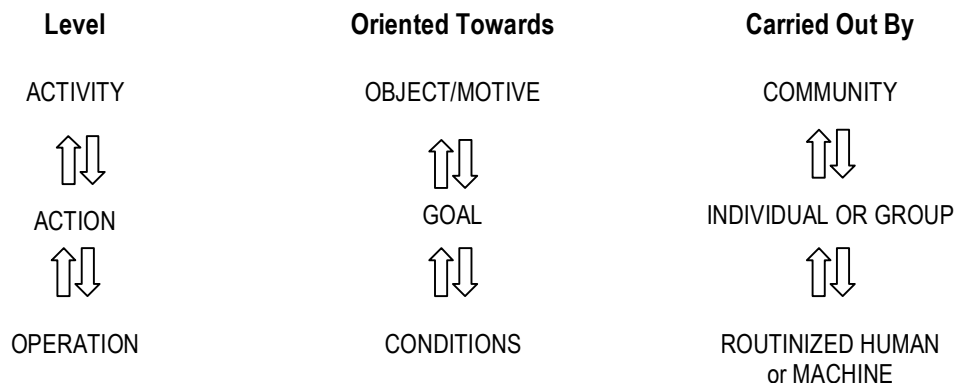 Level Oriented Towards Carried Out By
ACTIVITY OBJECT/MOTIVE COMMUNITY
ACTION GOAL INDIVIDUAL OR GROUP
OPERATION CONDITIONS ROUTINIZED HUMAN
or MACHINE